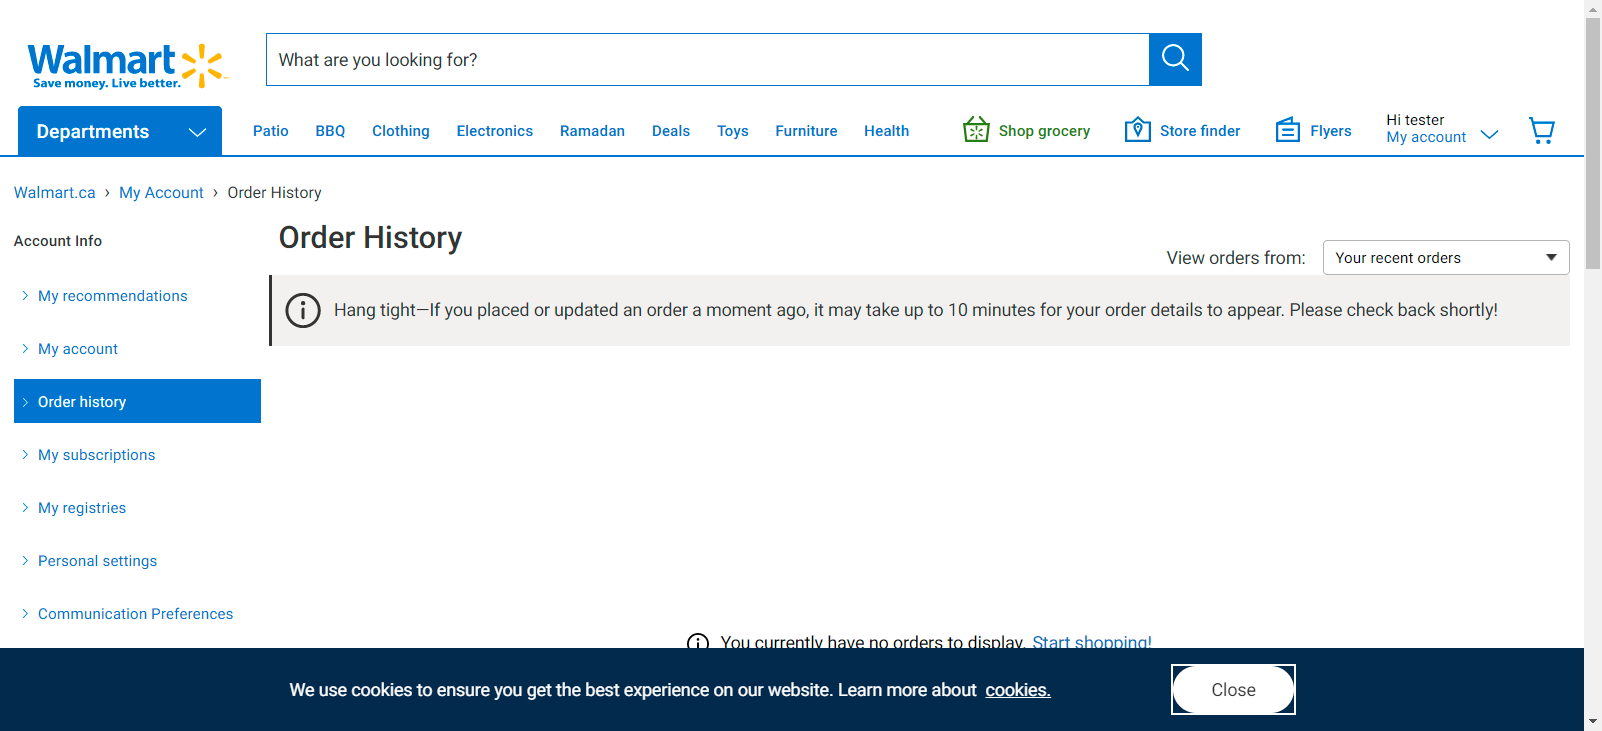 Walmart
Save money. Live better.
What are you looking for?
Departments
Patio
BBQ
Clothing
Electronics
Ramadan
Deals
Toys
Furniture
Health
Shop grocery
Store finder
Flyers
Hi tester
My account
Walmart.ca › My Account › Order History
Account Info
My recommendations
My account
Order history
My subscriptions
My registries
Personal settings
Communication Preferences
Order History
View orders from: Your recent orders
Hang tight—If you placed or updated an order a moment ago, it may take up to 10 minutes for your order details to appear. Please check back shortly!
You currently have no orders to display. Start shopping!
We use cookies to ensure you get the best experience on our website. Learn more about cookies.
Close